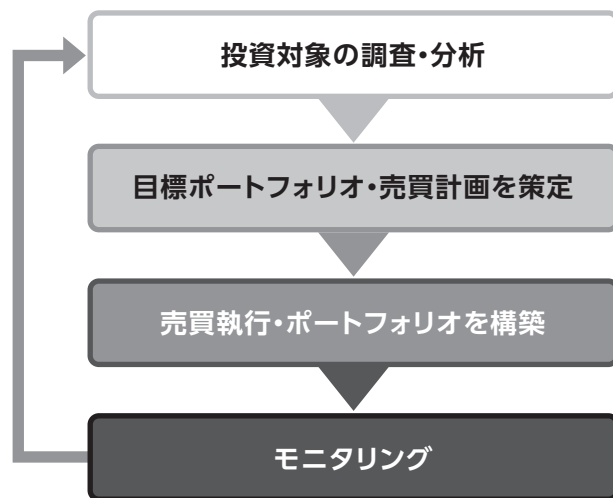 投資対象の調査・分析
目標ポートフォリオ・売買計画を策定
売買執行・ポートフォリオを構築
モニタリング